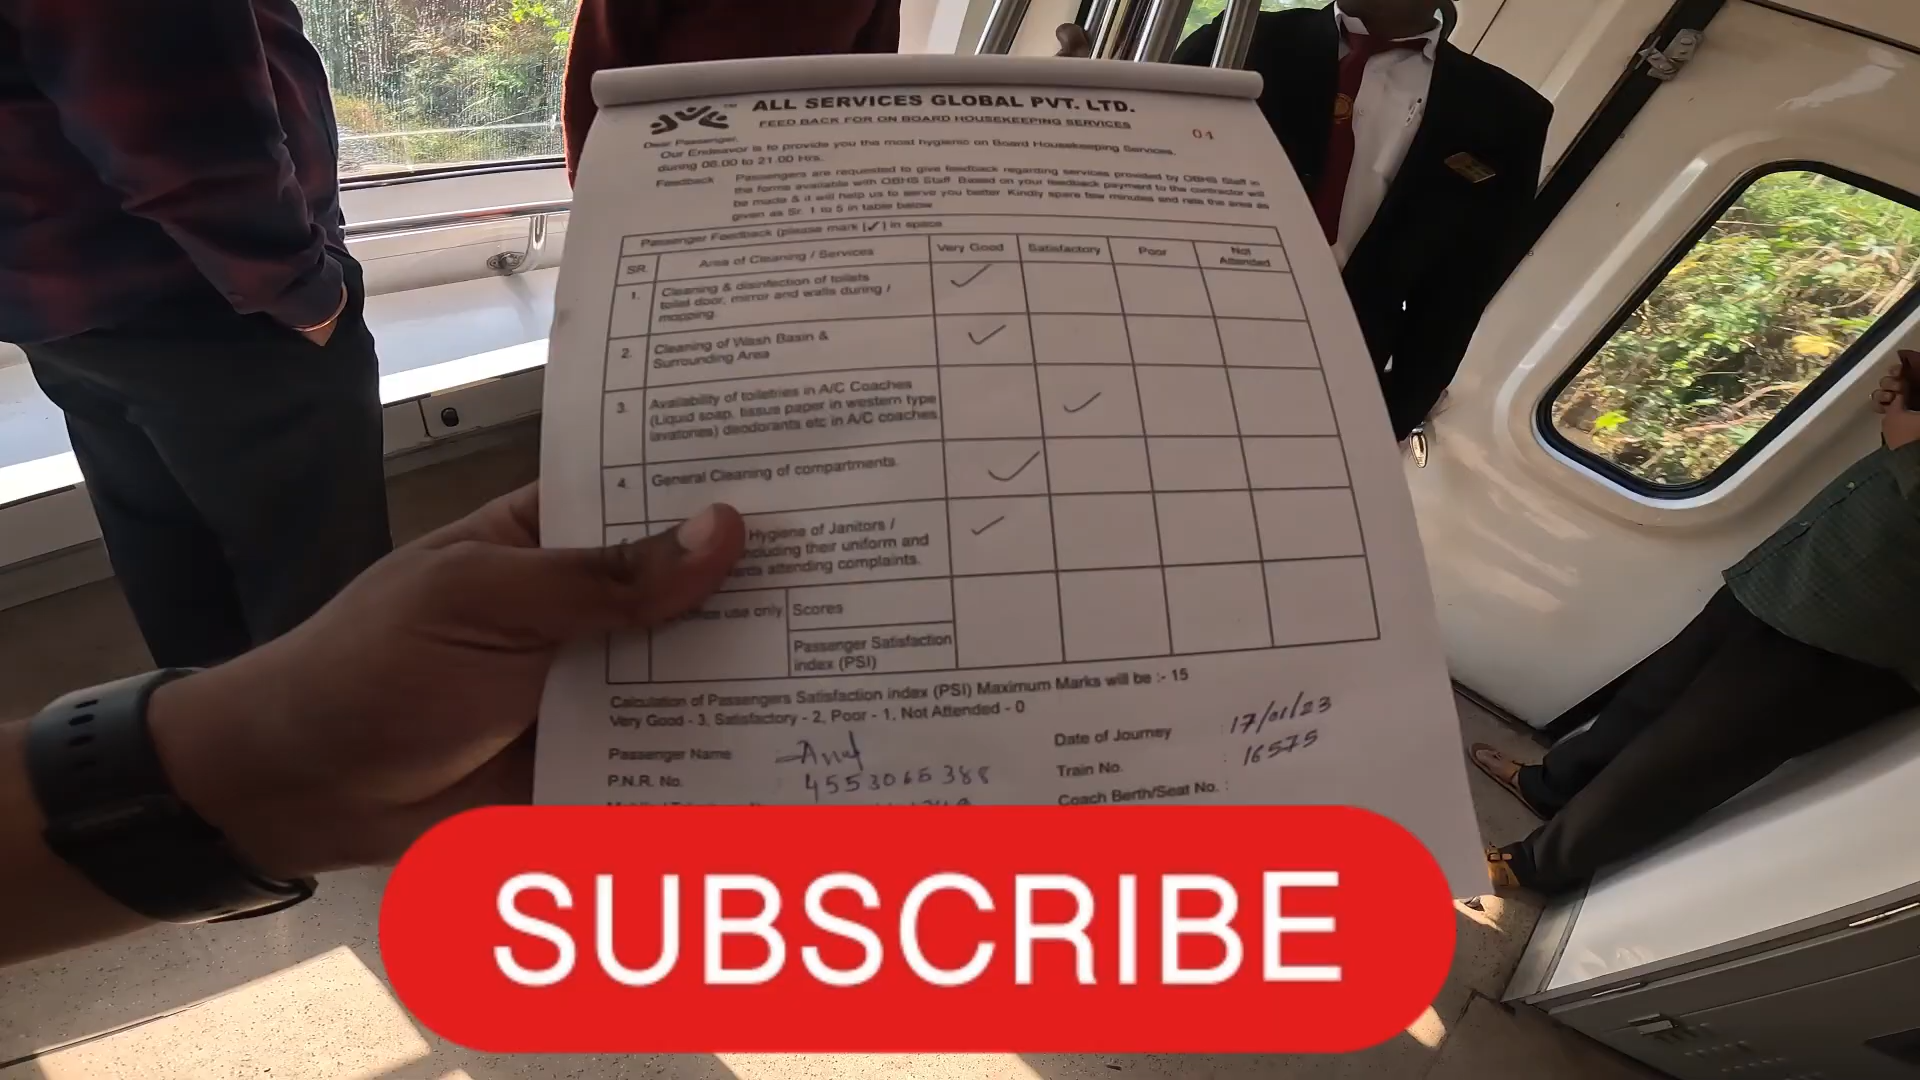 ALL SERVICES GLOBAL PVT. LTD.
FEED BACK FOR ON BOARD HOUSEKEEPING SERVICES
04
Dear Passenger,
Our Endeavor is to provide you the most hygienic on Board Housekeeping Services.
during 06.00 to 21.00 Hrs.
Feedback Passengers are requested to give feedback regarding services provided by OBHS Staff in
the forms available with OBHS Staff. Based on your feedback payment to the contractor will
be made & it will help us to serve you better. Kindly spare few minutes and rate the area as
given as Sr. 1 to 5 in table below
Passenger Feedback (please mark [✓] in space
SR. Area of Cleaning / Services Very Good Satisfactory Poor Not Attended
1. Cleaning & disinfection of toilets ✓
toilet door, mirror and walls during /
mopping.
2. Cleaning of Wash Basin & ✓
Surrounding Area
3. Availability of toiletries in A/C Coaches ✓
(Liquid soap, tissue paper in western type
lavatories) deodorants etc in A/C coaches
4. General Cleaning of compartments. ✓
Hygiene of Janitors / ✓
including their uniform and
attending complaints.
use only Scores
Passenger Satisfaction
index (PSI)
Calculation of Passengers Satisfaction index (PSI) Maximum Marks will be :- 15
Very Good - 3, Satisfactory - 2, Poor - 1, Not Attended - 0
Passenger Name :
Date of Journey : 17/01/23
P.N.R. No. : 4553065388
Train No. : 16575
Coach Berth/Seat No. :
SUBSCRIBE